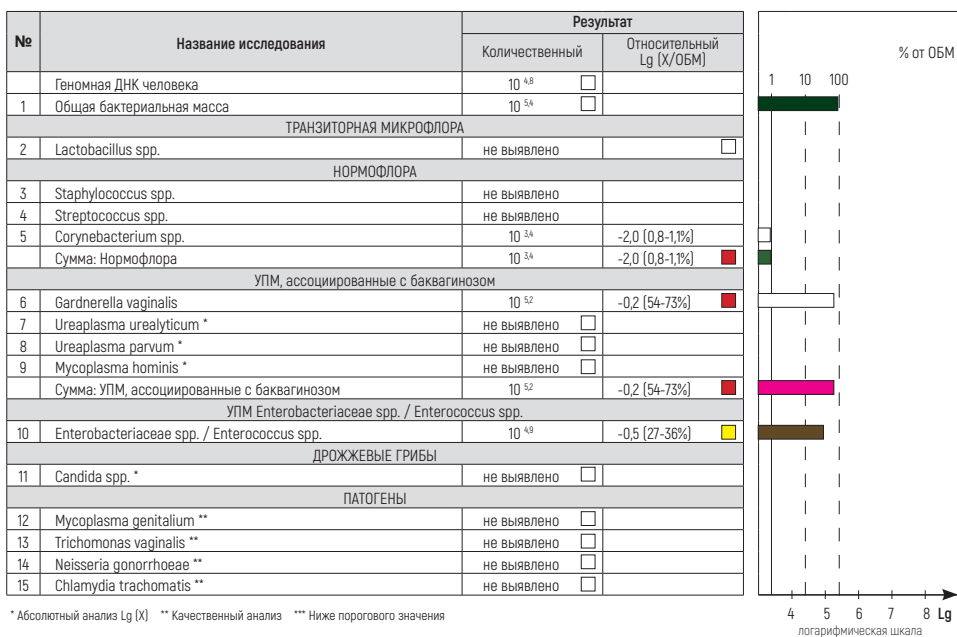 № Название исследования Результат
Количественный Относительный Lg (Х/ОБМ)
% от ОБМ
1 10 100
Геномная ДНК человека 10 4,8
1 Общая бактериальная масса 10 5,4
ТРАНЗИТОРНАЯ МИКРОФЛОРА
2 Lactobacillus spp. не выявлено
НОРМОФЛОРА
3 Staphylococcus spp. не выявлено
4 Streptococcus spp. не выявлено
5 Corynebacterium spp. 10 3,4 -2,0 (0,8-1,1%)
Сумма: Нормофлора 10 3,4 -2,0 (0,8-1,1%)
УПМ, ассоциированные с баквагинозом
6 Gardnerella vaginalis 10 5,2 -0,2 (54-73%)
7 Ureaplasma urealyticum * не выявлено
8 Ureaplasma parvum * не выявлено
9 Mycoplasma hominis * не выявлено
Сумма: УПМ, ассоциированные с баквагинозом 10 5,2 -0,2 (54-73%)
УПМ Enterobacteriaceae spp. / Enterococcus spp.
10 Enterobacteriaceae spp. / Enterococcus spp. 10 4,9 -0,5 (27-36%)
ДРОЖЖЕВЫЕ ГРИБЫ
11 Candida spp. * не выявлено
ПАТОГЕНЫ
12 Mycoplasma genitalium ** не выявлено
13 Trichomonas vaginalis ** не выявлено
14 Neisseria gonorrhoeae ** не выявлено
15 Chlamydia trachomatis ** не выявлено
4 5 6 7 8 Lg
логарифмическая шкала
* Абсолютный анализ Lg (X) ** Качественный анализ *** Ниже порогового значения